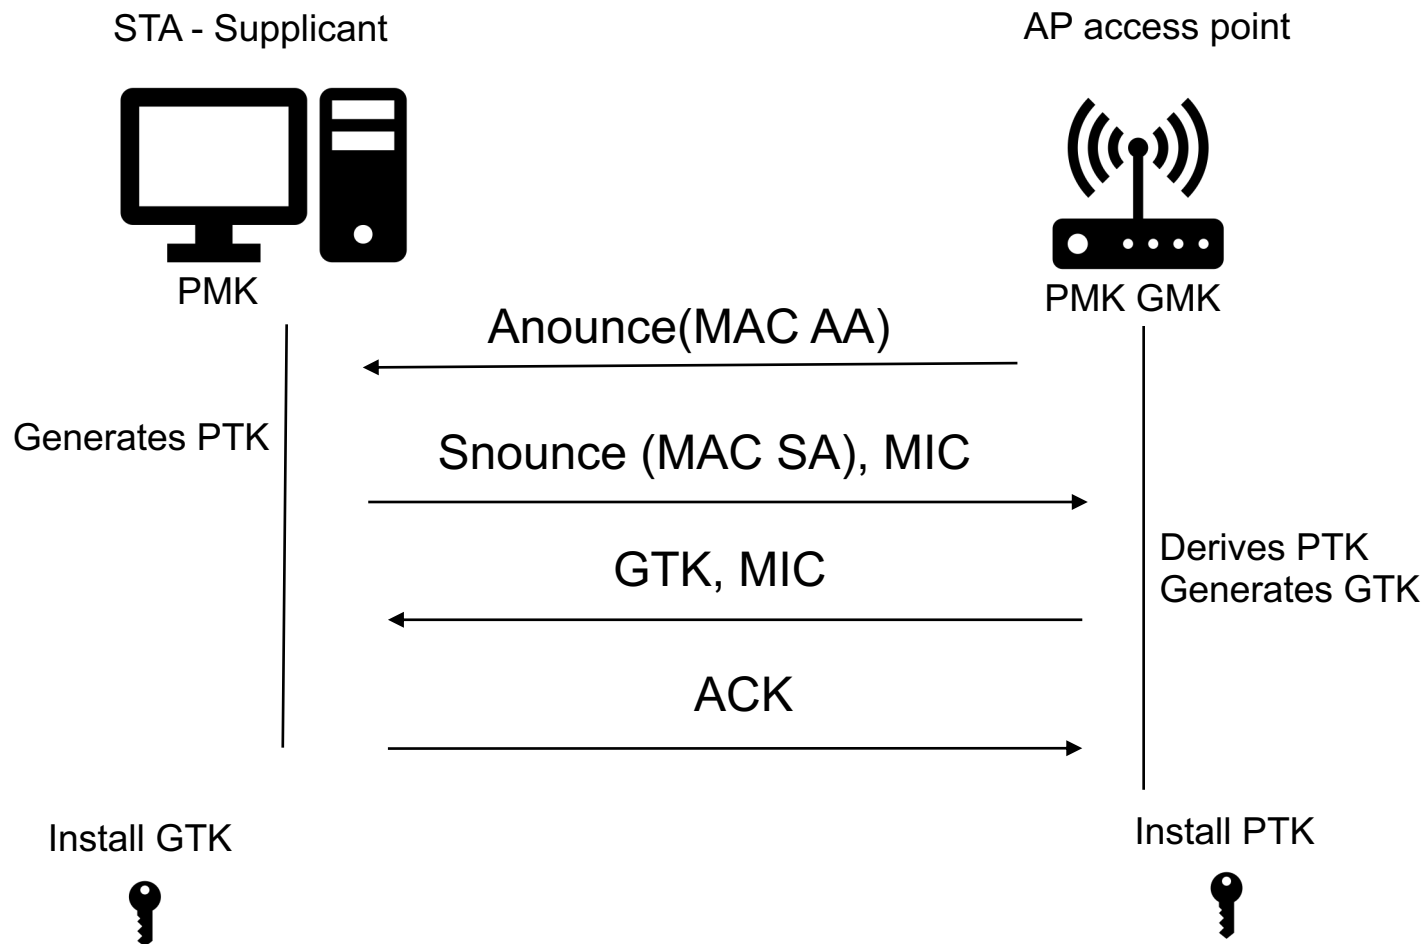 STA - Supplicant
AP access point
PMK
PMK GMK
Anounce(MAC AA)
Generates PTK
Snounce (MAC SA), MIC
GTK, MIC
Derives PTK
Generates GTK
ACK
Install GTK
Install PTK